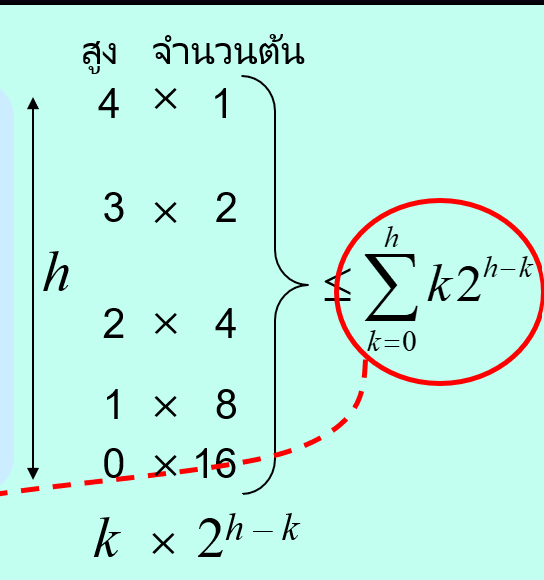 สูง จำนวนต้น
4 × 1
3 × 2
h
≤ ∑_{k=0}^{h} k2^{h-k}
2 × 4
1 × 8
0 × 16
k × 2^{h-k}